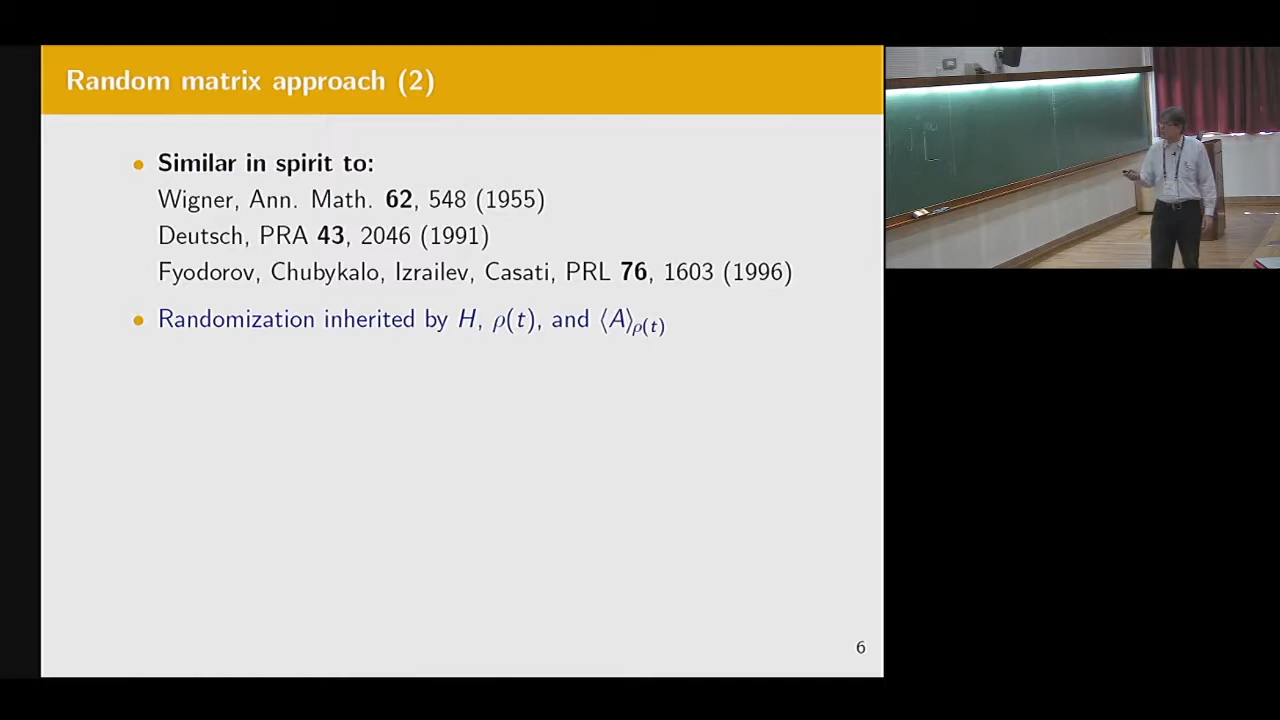 Random matrix approach (2)
• Similar in spirit to:
Wigner, Ann. Math. 62, 548 (1955)
Deutsch, PRA 43, 2046 (1991)
Fyodorov, Chubykalo, Izrailev, Casati, PRL 76, 1603 (1996)
• Randomization inherited by H, ρ(t), and ⟨A⟩ρ(t)
6